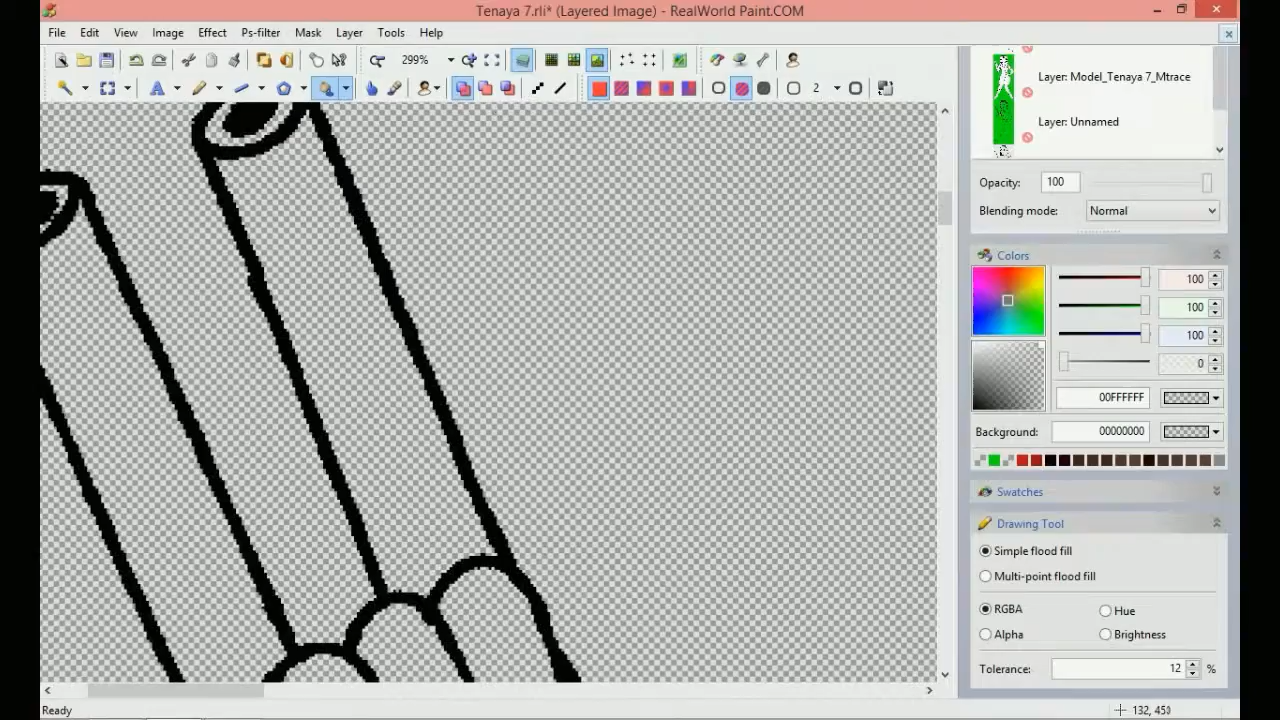 Tenaya 7.rli* (Layered Image) - RealWorld Paint.COM
File Edit View Image Effect Ps-filter Mask Layer Tools Help
299%
2
Layer: Model_Tenaya 7_Mtrace
Layer: Unnamed
Opacity: 100
Blending mode: Normal
Colors
100
100
100
0
00FFFFFF
Background: 00000000
Swatches
Drawing Tool
Simple flood fill
Multi-point flood fill
RGBA Hue
Alpha Brightness
Tolerance: 12 %
Ready 132, 450